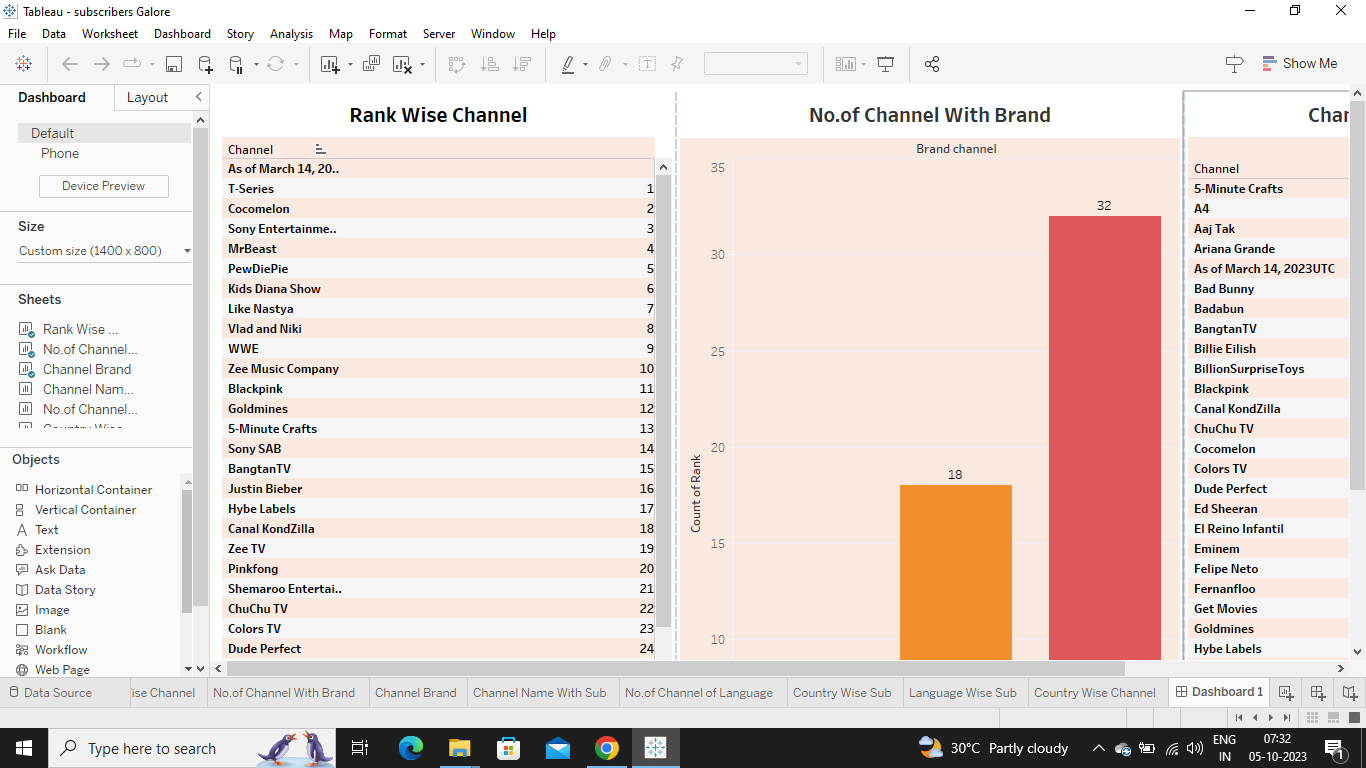 Tableau - subscribers Galore
File Data Worksheet Dashboard Story Analysis Map Format Server Window Help
Show Me
Dashboard Layout
Default
Phone
Device Preview
Size
Custom size (1400 x 800)
Sheets
Rank Wise ...
No.of Channel...
Channel Brand
Channel Nam...
No.of Channel...
Objects
Horizontal Container
Vertical Container
Text
Extension
Ask Data
Data Story
Image
Blank
Workflow
Web Page
Rank Wise Channel
Channel
As of March 14, 20..
T-Series 1
Cocomelon 2
Sony Entertainme.. 3
MrBeast 4
PewDiePie 5
Kids Diana Show 6
Like Nastya 7
Vlad and Niki 8
WWE 9
Zee Music Company 10
Blackpink 11
Goldmines 12
5-Minute Crafts 13
Sony SAB 14
BangtanTV 15
Justin Bieber 16
Hybe Labels 17
Canal KondZilla 18
Zee TV 19
Pinkfong 20
Shemaroo Entertai.. 21
ChuChu TV 22
Colors TV 23
Dude Perfect 24
No.of Channel With Brand
Brand channel
35
30
25
20
15
10
Count of Rank
18
32
Channel
5-Minute Crafts
A4
Aaj Tak
Ariana Grande
As of March 14, 2023UTC
Bad Bunny
Badabun
BangtanTV
Billie Eilish
BillionSurpriseToys
Blackpink
Canal KondZilla
ChuChu TV
Cocomelon
Colors TV
Dude Perfect
Ed Sheeran
El Reino Infantil
Eminem
Felipe Neto
Fernanfloo
Get Movies
Goldmines
Hybe Labels
Data Source ise Channel No.of Channel With Brand Channel Brand Channel Name With Sub No.of Channel of Language Country Wise Sub Language Wise Sub Country Wise Channel Dashboard 1
Type here to search
30°C Partly cloudy
ENG
IN
07:32
05-10-2023
1